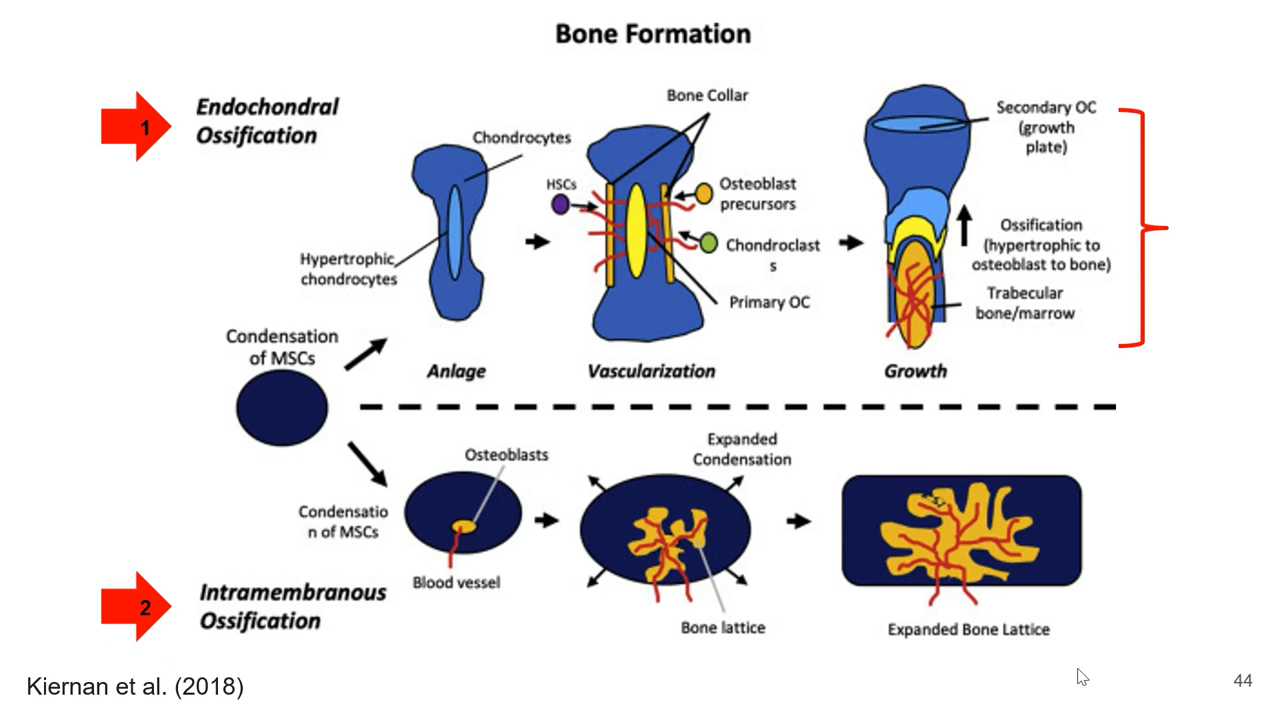 Bone Formation
1
Endochondral
Ossification
Chondrocytes
Hypertrophic
chondrocytes
Anlage
Bone Collar
HSCs
Osteoblast
precursors
Chondroclast
s
Primary OC
Vascularization
Secondary OC
(growth
plate)
Ossification
(hypertrophic to
osteoblast to bone)
Trabecular
bone/marrow
Growth
Condensation
of MSCs
Condensatio
n of MSCs
Osteoblasts
Blood vessel
Expanded
Condensation
Bone lattice
Expanded Bone Lattice
2
Intramembranous
Ossification
Kiernan et al. (2018)
44